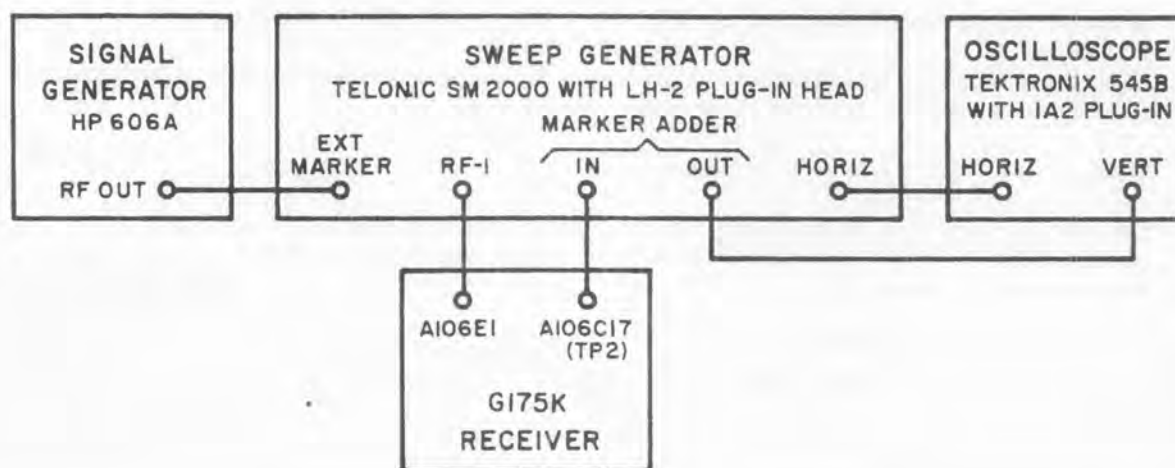 SIGNAL
GENERATOR
HP 606A
RF OUT
SWEEP GENERATOR
TELONIC SM 2000 WITH LH-2 PLUG-IN HEAD
MARKER ADDER
EXT
MARKER
RF-1
IN
OUT
HORIZ
OSCILLOSCOPE
TEKTRONIX 545B
WITH 1A2 PLUG-IN
HORIZ
VERT
A106E1
A106C17
(TP2)
G175K
RECEIVER